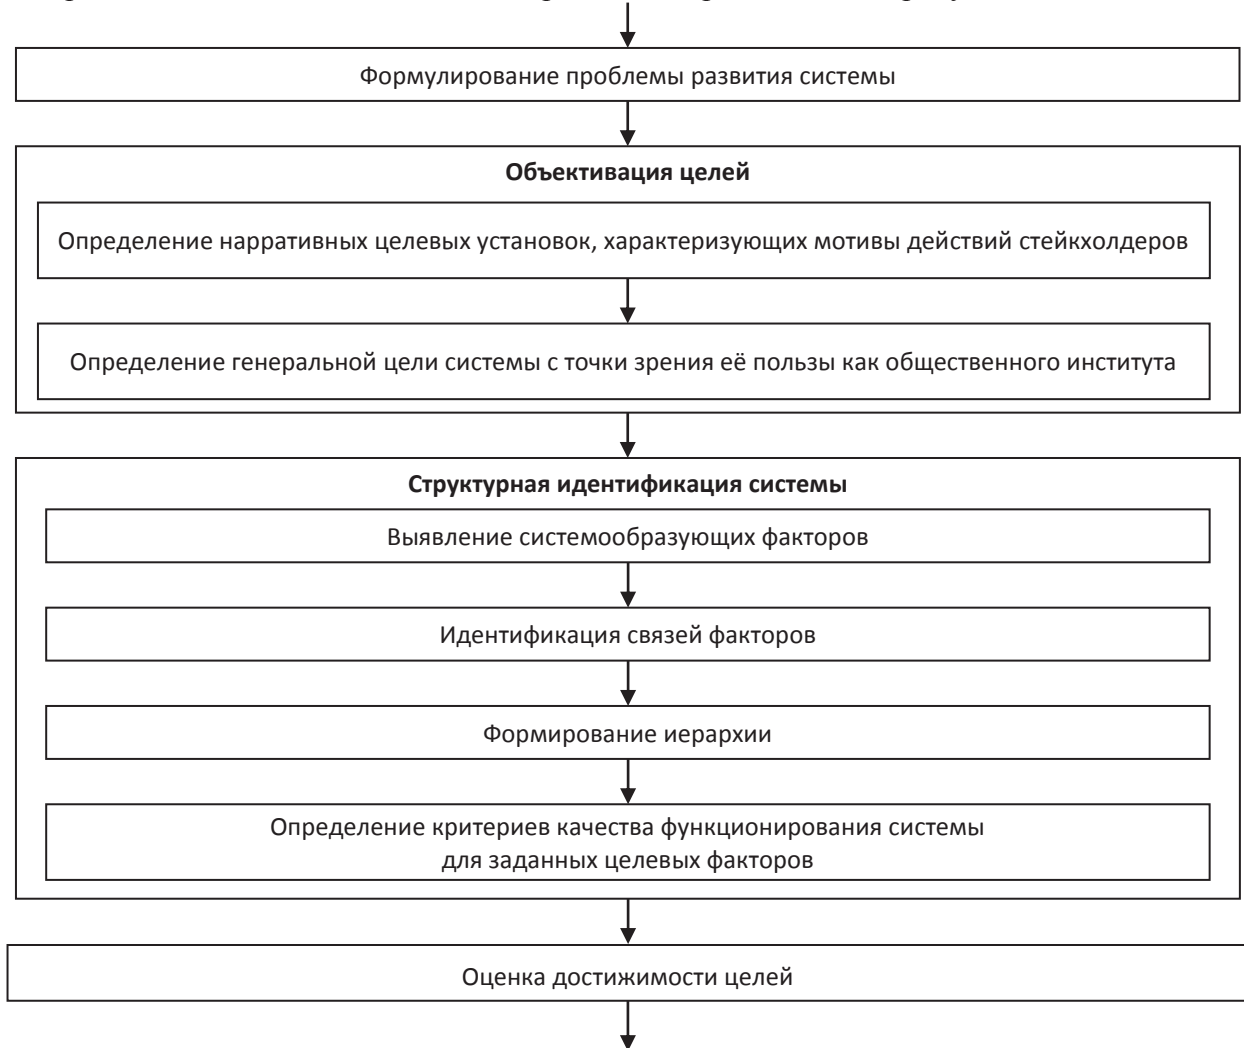 Формулирование проблемы развития системы
Объективация целей
Определение нарративных целевых установок, характеризующих мотивы действий стейкхолдеров
Определение генеральной цели системы с точки зрения её пользы как общественного института
Структурная идентификация системы
Выявление системообразующих факторов
Идентификация связей факторов
Формирование иерархии
Определение критериев качества функционирования системы
для заданных целевых факторов
Оценка достижимости целей